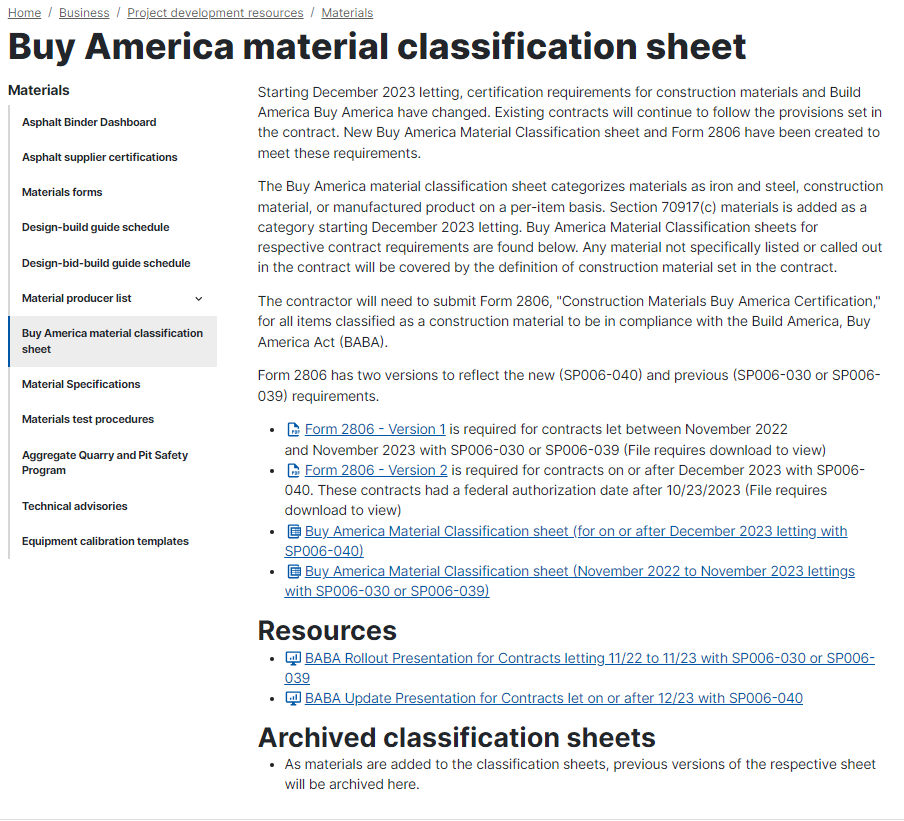 Home / Business / Project development resources / Materials
Buy America material classification sheet
Materials
Asphalt Binder Dashboard
Asphalt supplier certifications
Materials forms
Design-build guide schedule
Design-bid-build guide schedule
Material producer list
Buy America material classification
sheet
Material Specifications
Materials test procedures
Aggregate Quarry and Pit Safety
Program
Technical advisories
Equipment calibration templates
Starting December 2023 letting, certification requirements for construction materials and Build
America Buy America have changed. Existing contracts will continue to follow the provisions set in
the contract. New Buy America Material Classification sheet and Form 2806 have been created to
meet these requirements.
The Buy America material classification sheet categorizes materials as iron and steel, construction
material, or manufactured product on a per-item basis. Section 70917(c) materials is added as a
category starting December 2023 letting. Buy America Material Classification sheets for
respective contract requirements are found below. Any material not specifically listed or called out
in the contract will be covered by the definition of construction material set in the contract.
The contractor will need to submit Form 2806, "Construction Materials Buy America Certification,"
for all items classified as a construction material to be in compliance with the Build America, Buy
America Act (BABA).
Form 2806 has two versions to reflect the new (SP006-040) and previous (SP006-030 or SP006-
039) requirements.
• Form 2806 - Version 1 is required for contracts let between November 2022
and November 2023 with SP006-030 or SP006-039 (File requires download to view)
• Form 2806 - Version 2 is required for contracts on or after December 2023 with SP006-
040. These contracts had a federal authorization date after 10/23/2023 (File requires
download to view)
• Buy America Material Classification sheet (for on or after December 2023 letting with
SP006-040)
• Buy America Material Classification sheet (November 2022 to November 2023 lettings
with SP006-030 or SP006-039)
Resources
• BABA Rollout Presentation for Contracts letting 11/22 to 11/23 with SP006-030 or SP006-
039
• BABA Update Presentation for Contracts let on or after 12/23 with SP006-040
Archived classification sheets
• As materials are added to the classification sheets, previous versions of the respective sheet
will be archived here.